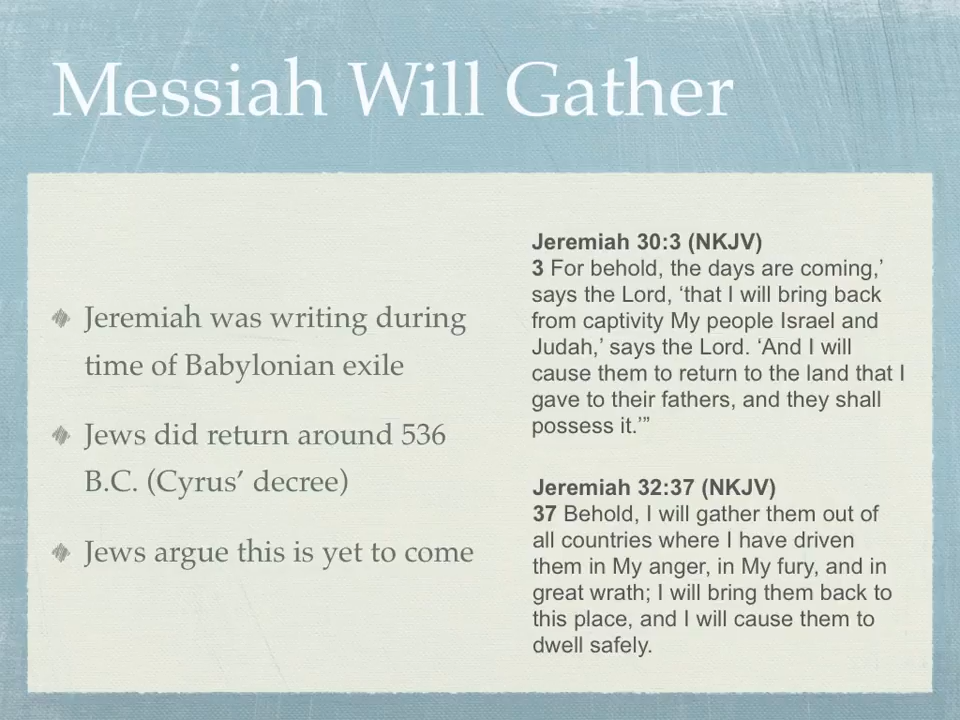 Messiah Will Gather
Jeremiah was writing during
time of Babylonian exile
Jews did return around 536
B.C. (Cyrus’ decree)
Jews argue this is yet to come
Jeremiah 30:3 (NKJV)
3 For behold, the days are coming,’
says the Lord, ‘that I will bring back
from captivity My people Israel and
Judah,’ says the Lord. ‘And I will
cause them to return to the land that I
gave to their fathers, and they shall
possess it.’”
Jeremiah 32:37 (NKJV)
37 Behold, I will gather them out of
all countries where I have driven
them in My anger, in My fury, and in
great wrath; I will bring them back to
this place, and I will cause them to
dwell safely.